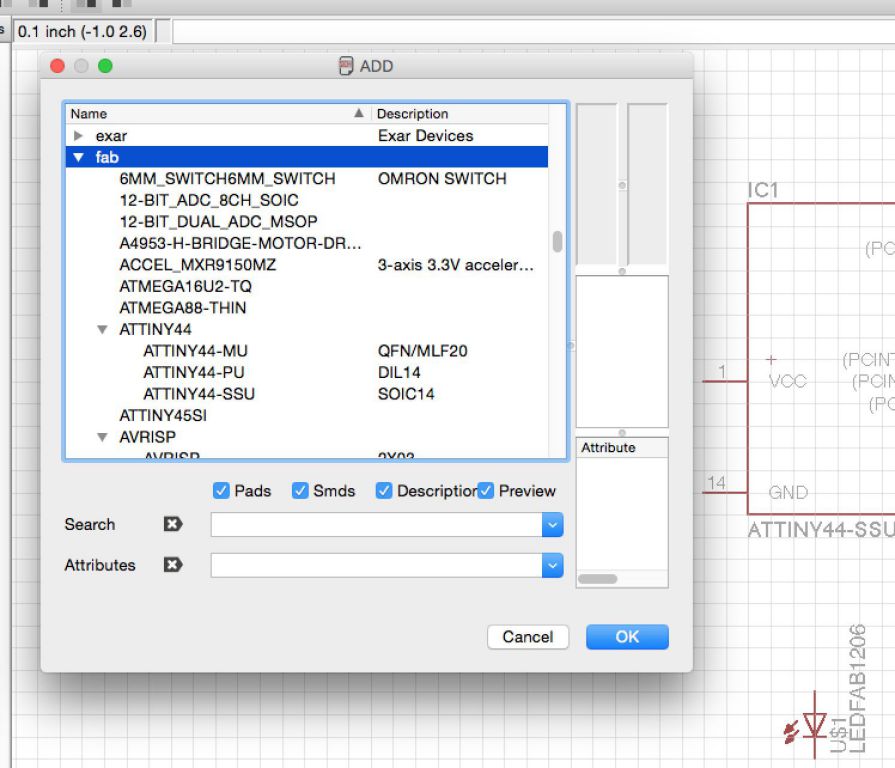 s
0.1 inch (-1.0 2.6)
ADD
Name Description
exar Exar Devices
fab
6MM_SWITCH6MM_SWITCH OMRON SWITCH
12-BIT_ADC_8CH_SOIC
12-BIT_DUAL_ADC_MSOP
A4953-H-BRIDGE-MOTOR-DR...
ACCEL_MXR9150MZ 3-axis 3.3V acceler...
ATMEGA16U2-TQ
ATMEGA88-THIN
ATTINY44
ATTINY44-MU QFN/MLF20
ATTINY44-PU DIL14
ATTINY44-SSU SOIC14
ATTINY45SI
AVRISP
AVRISP 2X03
Pads Smds Description Preview
Search
Attributes
Attribute
Cancel OK
IC1
(PC
1 + VCC
(PCINT
(PCIN
(PC
14 GND
ATTINY44-SSU
U$1
LEDFAB1206